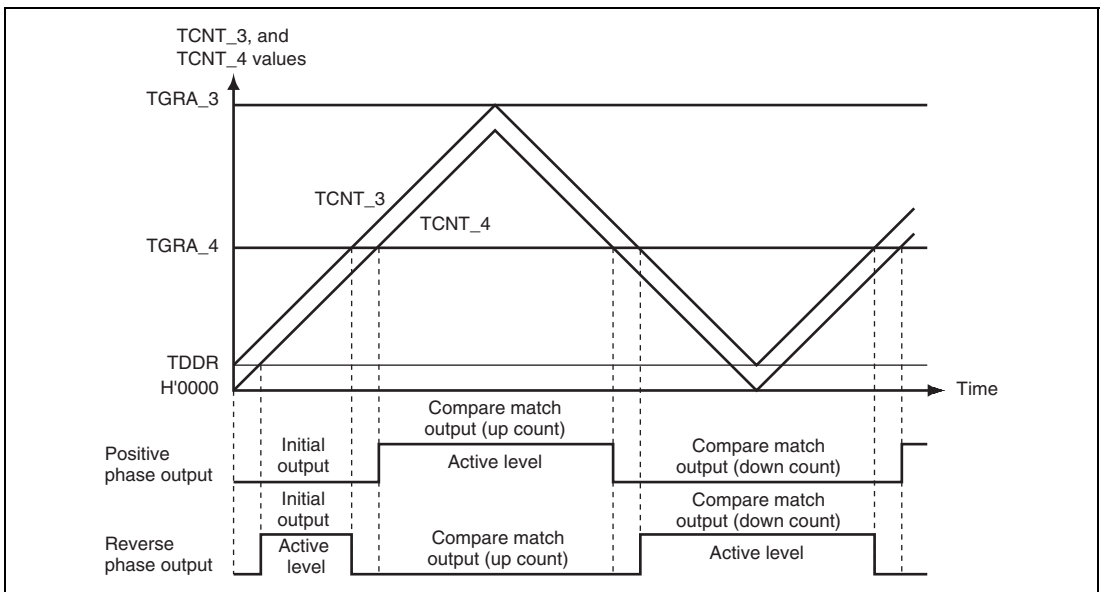 TCNT_3, and
TCNT_4 values
TGRA_3
TCNT_3
TCNT_4
TGRA_4
TDDR
H'0000
Time
Compare match
output (up count)
Positive
phase output
Initial
output
Active level
Compare match
output (down count)
Initial
output
Compare match
output (down count)
Reverse
phase output
Active
level
Compare match
output (up count)
Active level